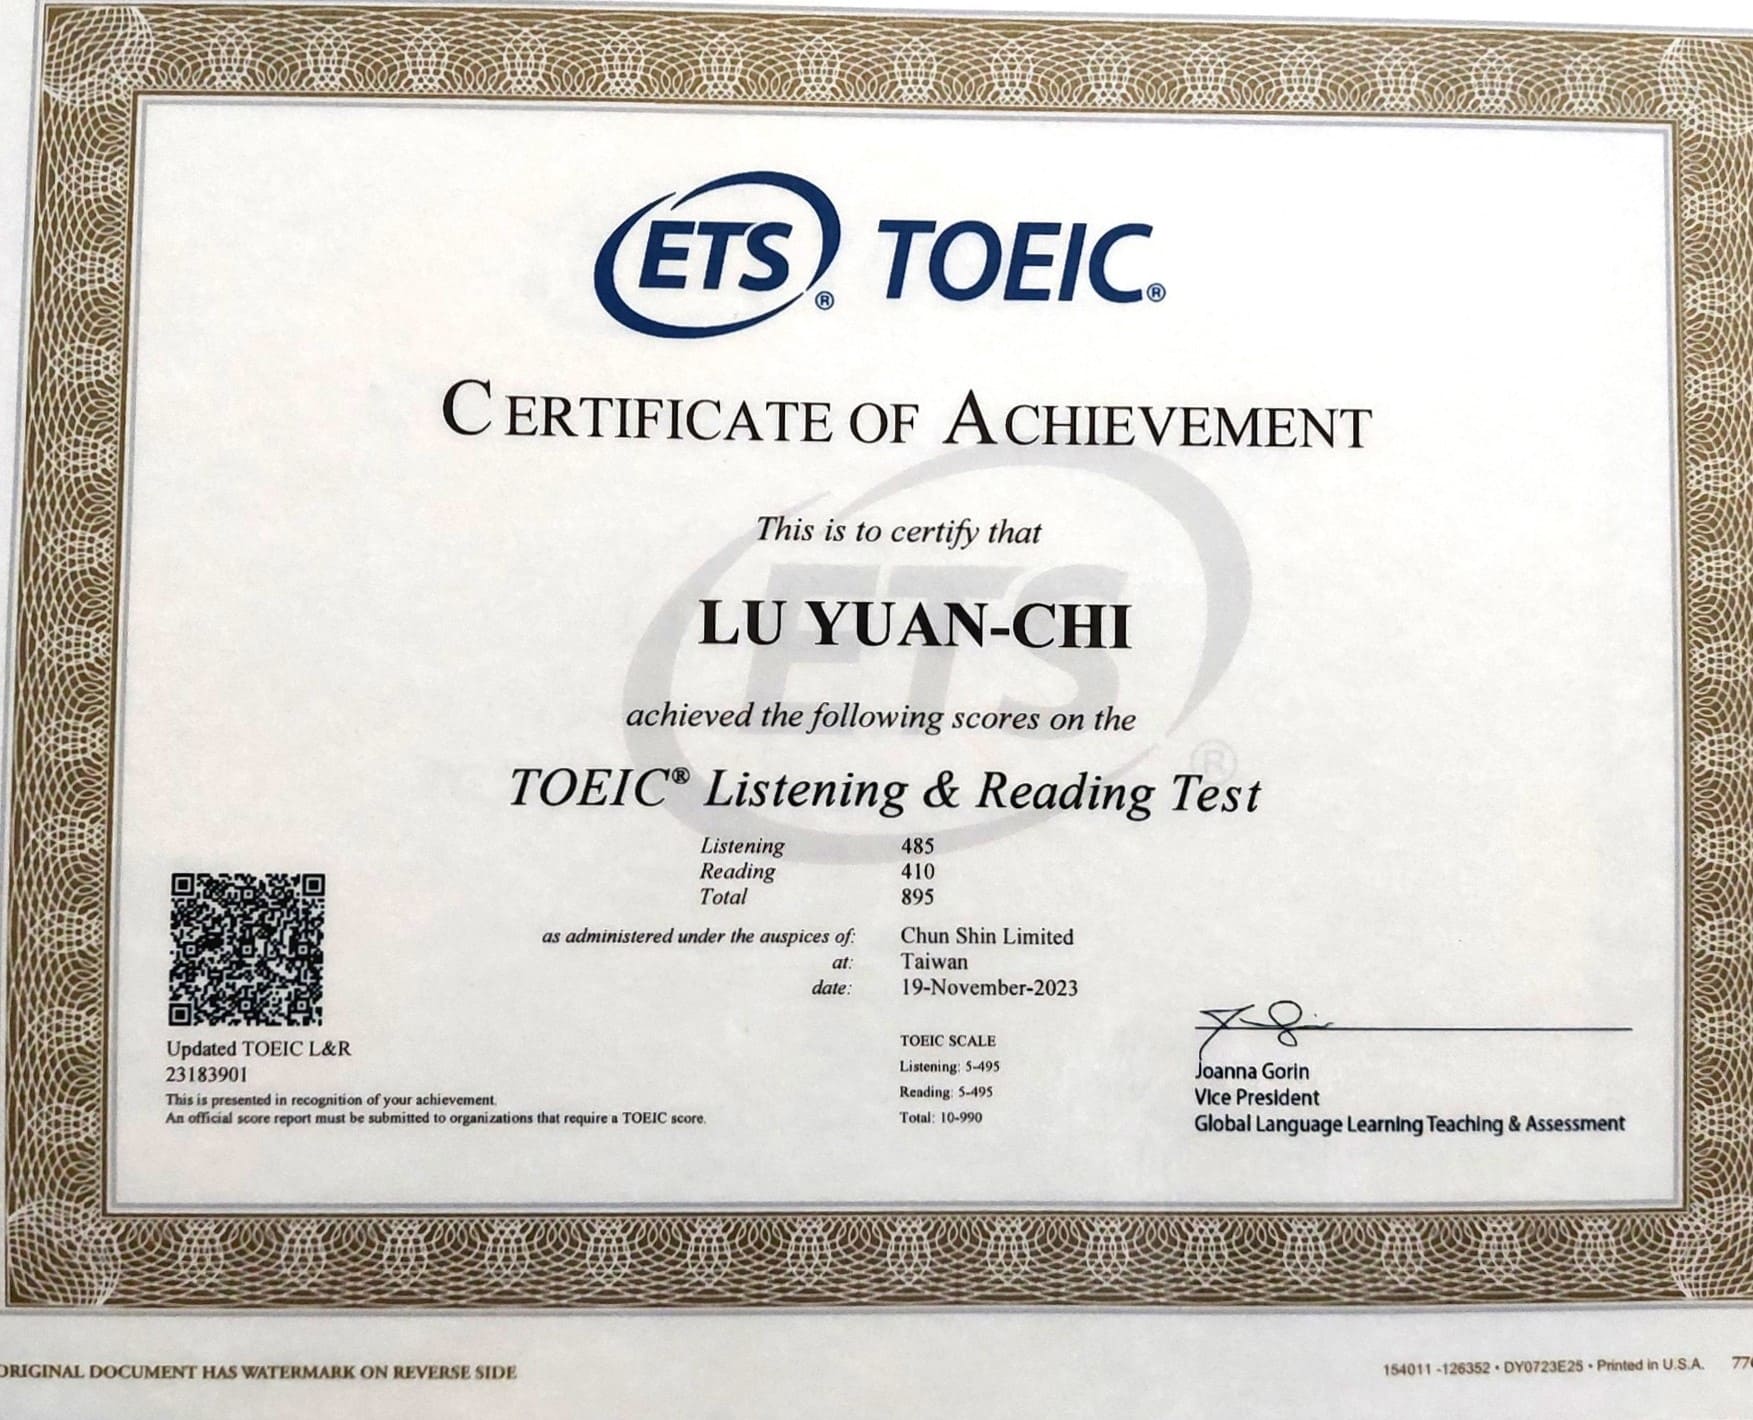 ETS® TOEIC®
CERTIFICATE OF ACHIEVEMENT
This is to certify that
LU YUAN-CHI
achieved the following scores on the
TOEIC® Listening & Reading Test
Listening 485
Reading 410
Total 895
as administered under the auspices of: Chun Shin Limited
at: Taiwan
date: 19-November-2023
TOEIC SCALE
Listening: 5-495
Reading: 5-495
Total: 10-990
Updated TOEIC L&R
23183901
This is presented in recognition of your achievement.
An official score report must be submitted to organizations that require a TOEIC score.
Joanna Gorin
Vice President
Global Language Learning Teaching & Assessment
ETS®
ORIGINAL DOCUMENT HAS WATERMARK ON REVERSE SIDE
154011 -126352 • DY0723E25 • Printed in U.S.A.